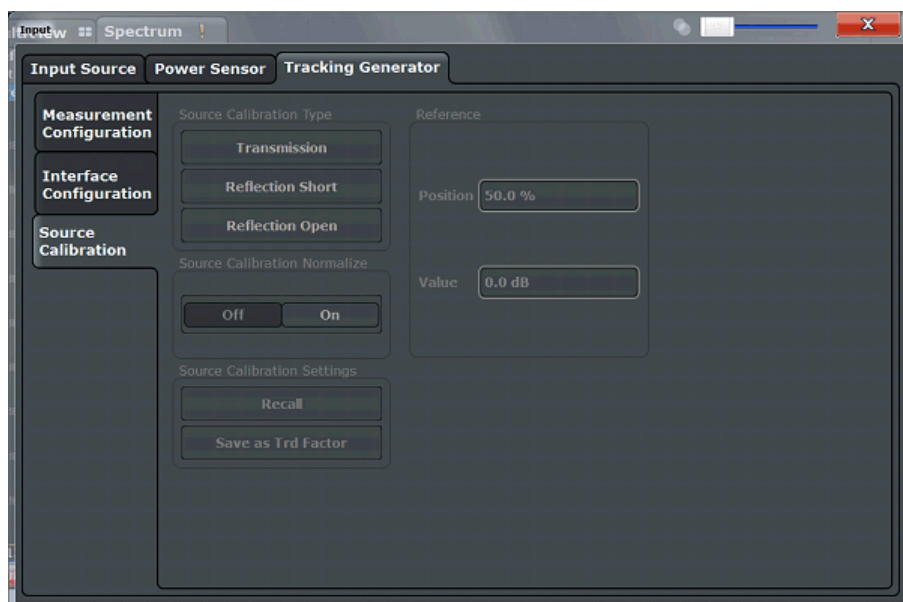 Input
Spectrum !
Input Source Power Sensor Tracking Generator
Measurement Configuration
Interface Configuration
Source Calibration
Source Calibration Type
Transmission
Reflection Short
Reflection Open
Source Calibration Normalize
Off On
Source Calibration Settings
Recall
Save as Trd Factor
Reference
Position 50.0 %
Value 0.0 dB
X